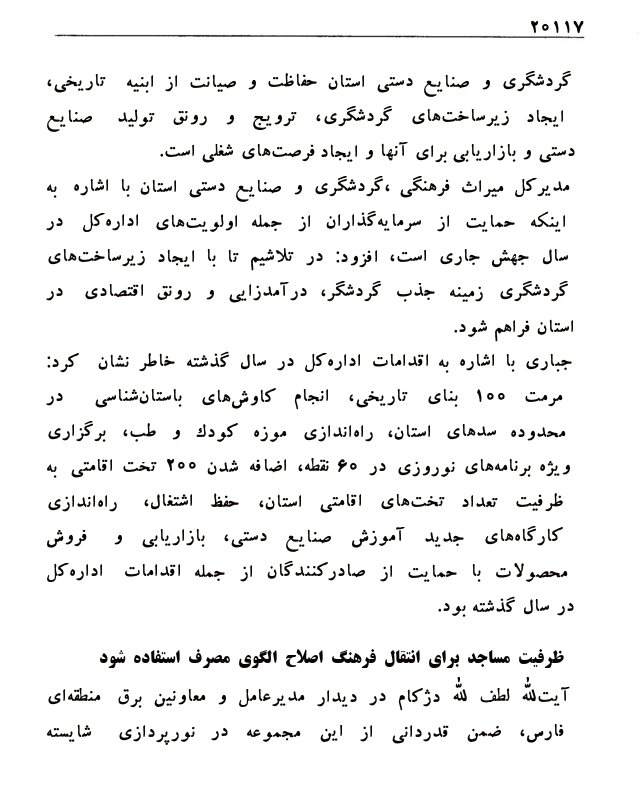 ۲۰۱۱۷
گردشگری و صنایع دستی استان حفاظت و صیانت از ابنیه تاریخی،
ایجاد زیرساخت‌های گردشگری، ترویج و رونق تولید صنایع
دستی و بازاریابی برای آنها و ایجاد فرصت‌های شغلی است.
مدیرکل میراث فرهنگی ،گردشگری و صنایع دستی استان با اشاره به
اینکه حمایت از سرمایه‌گذاران از جمله اولویت‌های اداره‌کل در
سال جهش جاری است، افزود: در تلاشیم تا با ایجاد زیرساخت‌های
گردشگری زمینه جذب گردشگر، درآمدزایی و رونق اقتصادی در
استان فراهم شود.
جباری با اشاره به اقدامات اداره‌کل در سال گذشته خاطر نشان کرد:
مرمت ۱۰۰ بنای تاریخی، انجام کاوش‌های باستان‌شناسی در
محدوده سدهای استان، راه‌اندازی موزه کودك و طب، برگزاری
ویژه برنامه‌های نوروزی در ۶۰ نقطه، اضافه شدن ۲۰۰ تخت اقامتی به
ظرفیت تعداد تخت‌های اقامتی استان، حفظ اشتغال، راه‌اندازی
کارگاه‌های جدید آموزش صنایع دستی، بازاریابی و فروش
محصولات با حمایت از صادرکنندگان از جمله اقدامات اداره‌کل
در سال گذشته بود.
ظرفیت مساجد برای انتقال فرهنگ اصلاح الگوی مصرف استفاده شود
آیت‌الله لطف الله دژکام در دیدار مدیرعامل و معاونین برق منطقه‌ای
فارس، ضمن قدردانی از این مجموعه در نورپردازی شایسته